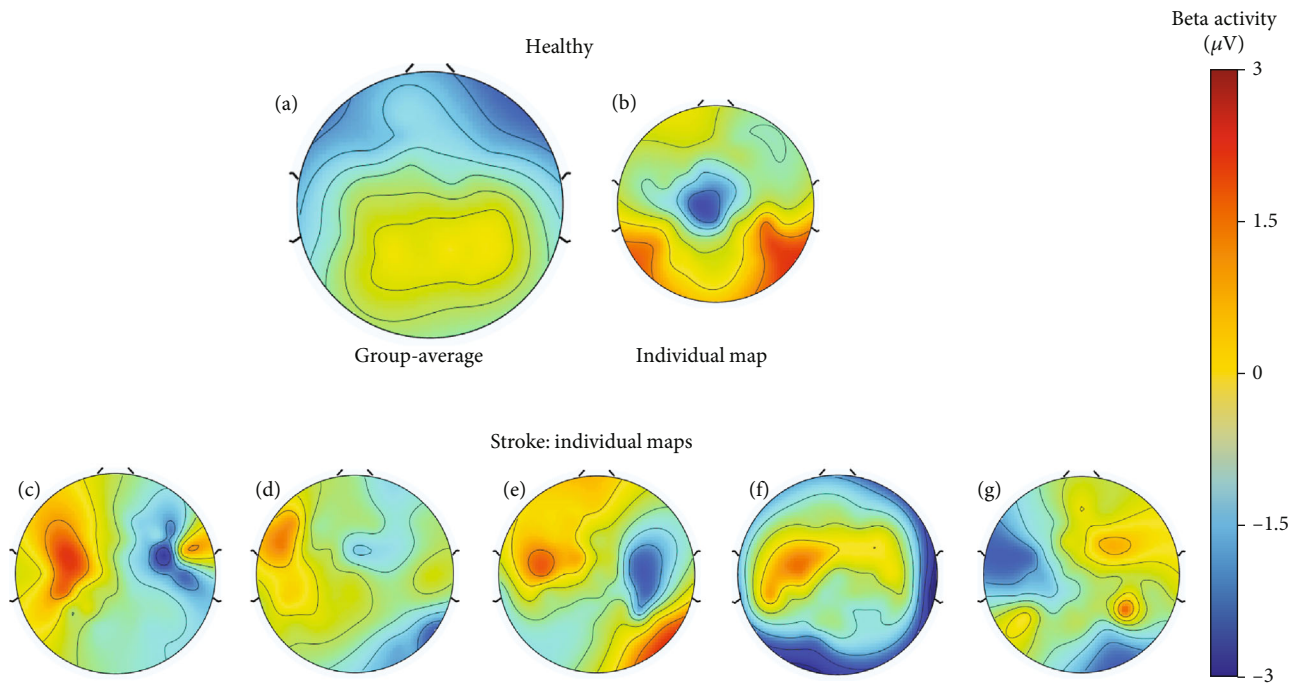 Beta activity
(μV)
Healthy
3
(a)
(b)
1.5
Group-average
Individual map
0
Stroke: individual maps
(c)
(d)
(e)
(f)
(g)
−1.5
−3